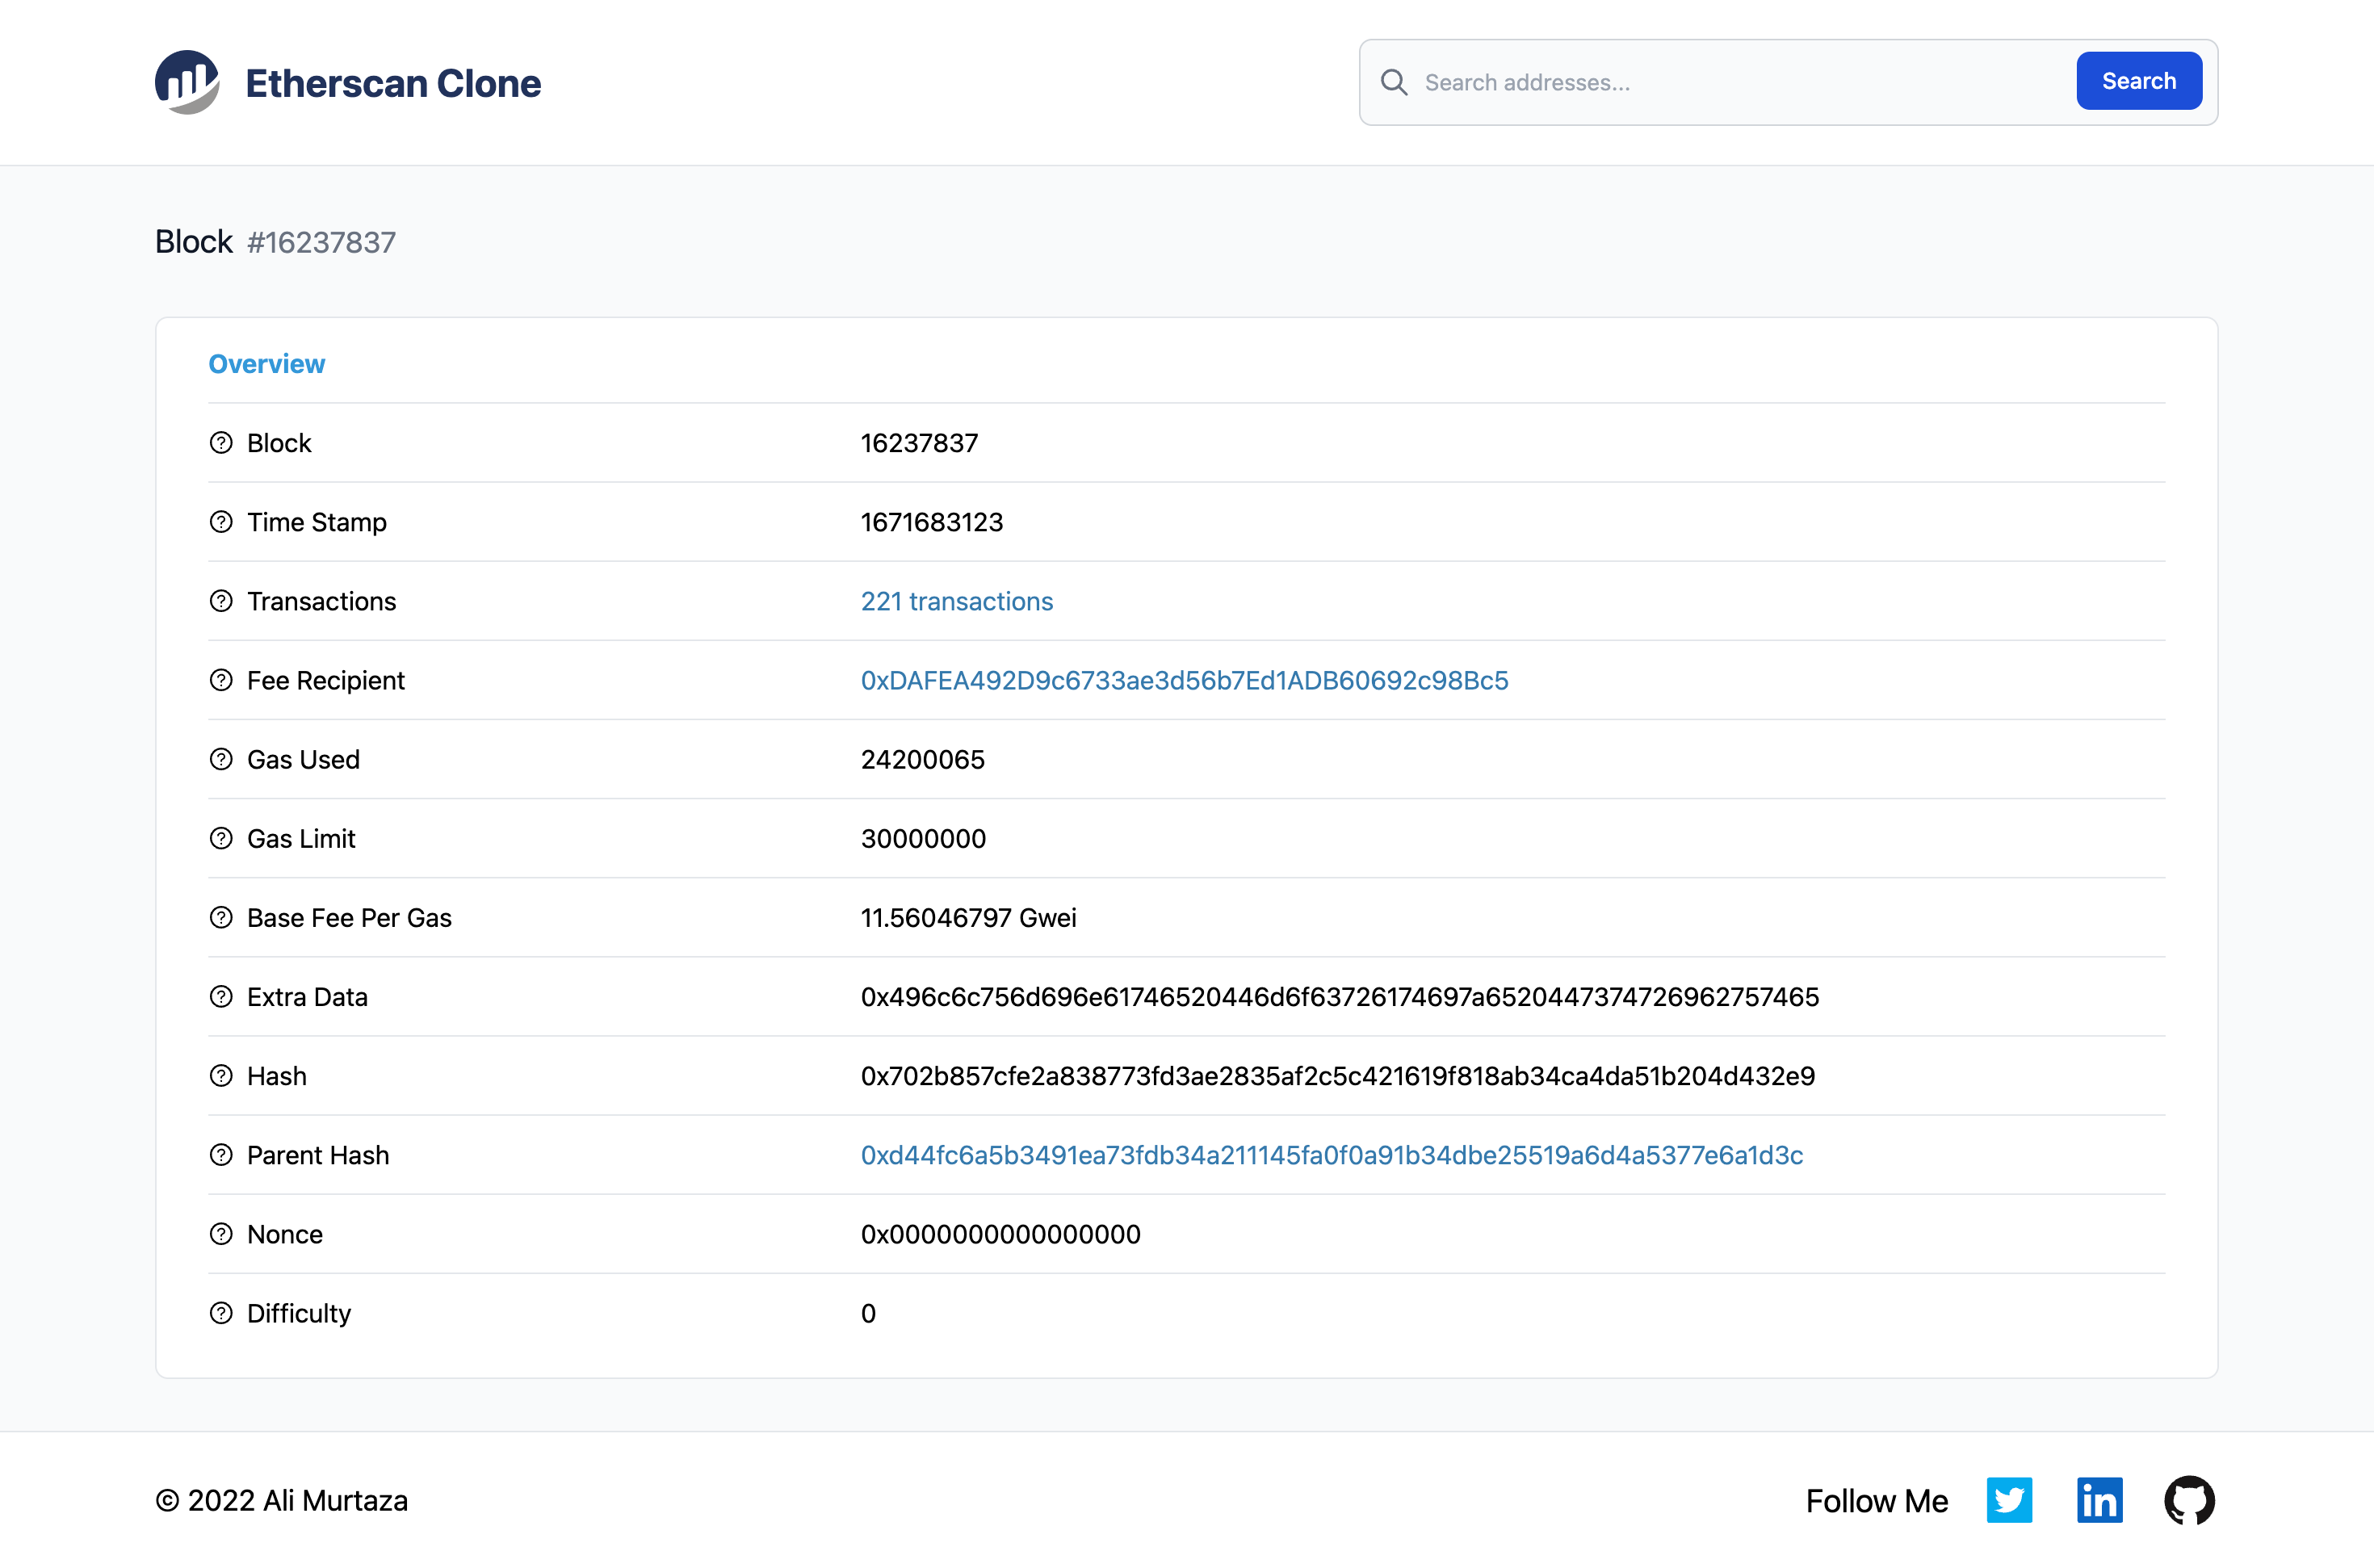 Etherscan Clone
Search addresses...
Search
Block #16237837
Overview
Block 16237837
Time Stamp 1671683123
Transactions 221 transactions
Fee Recipient 0xDAFEA492D9c6733ae3d56b7Ed1ADB60692c98Bc5
Gas Used 24200065
Gas Limit 30000000
Base Fee Per Gas 11.56046797 Gwei
Extra Data 0x496c6c756d696e61746520446d6f63726174697a6520447374726962757465
Hash 0x702b857cfe2a838773fd3ae2835af2c5c421619f818ab34ca4da51b204d432e9
Parent Hash 0xd44fc6a5b3491ea73fdb34a211145fa0f0a91b34dbe25519a6d4a5377e6a1d3c
Nonce 0x0000000000000000
Difficulty 0
© 2022 Ali Murtaza
Follow Me